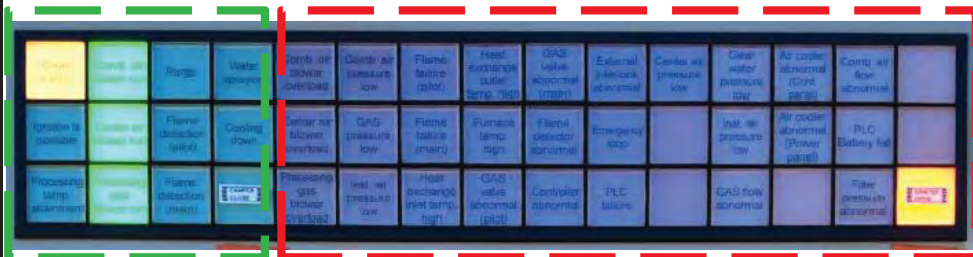 Purge
Water
Comb. air
blower
overload
Comb. air
pressure
low
Flame
failure
(pilot)
Heat
exchange
outlet
temp. high
GAS
valve
abnormal
(main)
External
interlock
abnormal
Center air
pressure
low
Clear
water
pressure
low
Air cooler
abnormal
(Cont.
panel)
Comb. air
flow
abnormal
Ignition is
possible
Flame
detection
(pilot)
Cooling
down
Center air
blower
overload
GAS
pressure
low
Flame
failure
(main)
Furnace
temp.
high
Flame
detector
abnormal
Emergency
stop
Inst. air
pressure
low
Air cooler
abnormal
(Power
panel)
PLC
Battery fail
Processing
temp.
attainment
Flame
detection
(main)
DAMPER
CLOSE
Processing
gas
blower
overload
Inst. air
pressure
low
Heat
exchange
inlet temp.
high
GAS
valve
abnormal
(pilot)
Controller
abnormal
PLC
failure
GAS flow
abnormal
Filter
pressure
abnormal
DAMPER